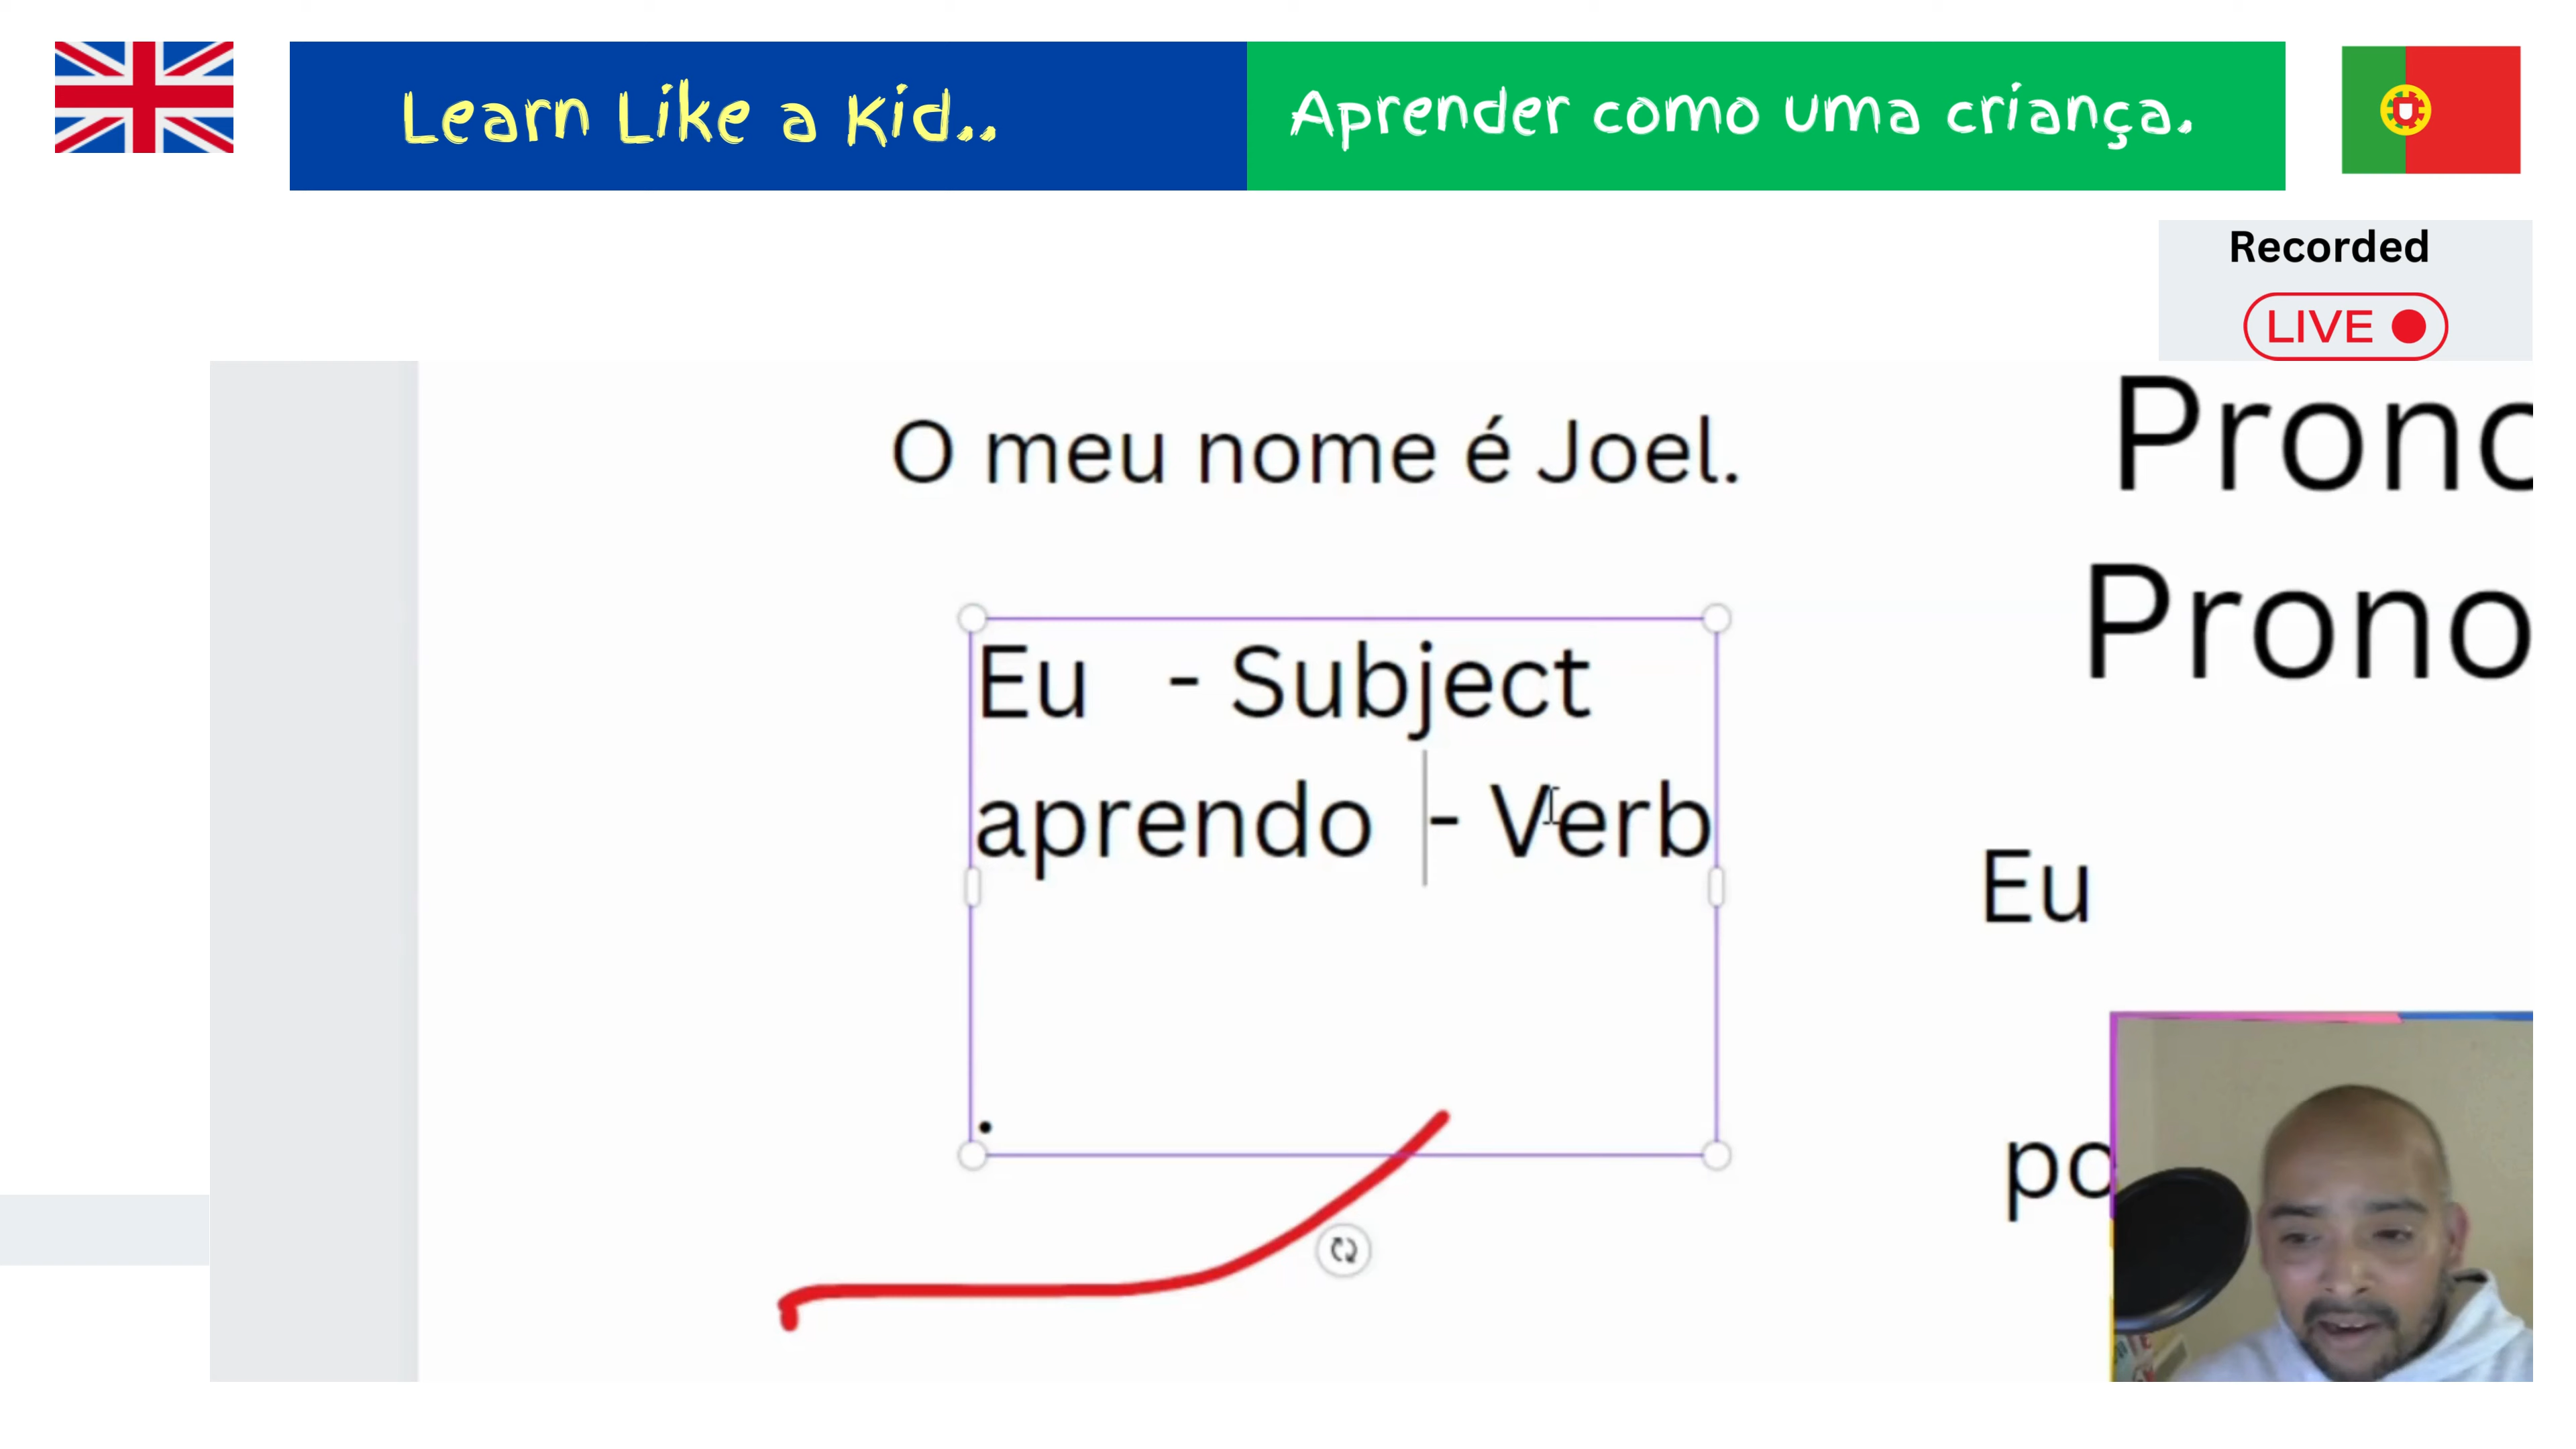 Learn Like a Kid..
Aprender como uma criança.
Recorded
LIVE
O meu nome é Joel.
Eu - Subject
aprendo - Verb
.
Eu